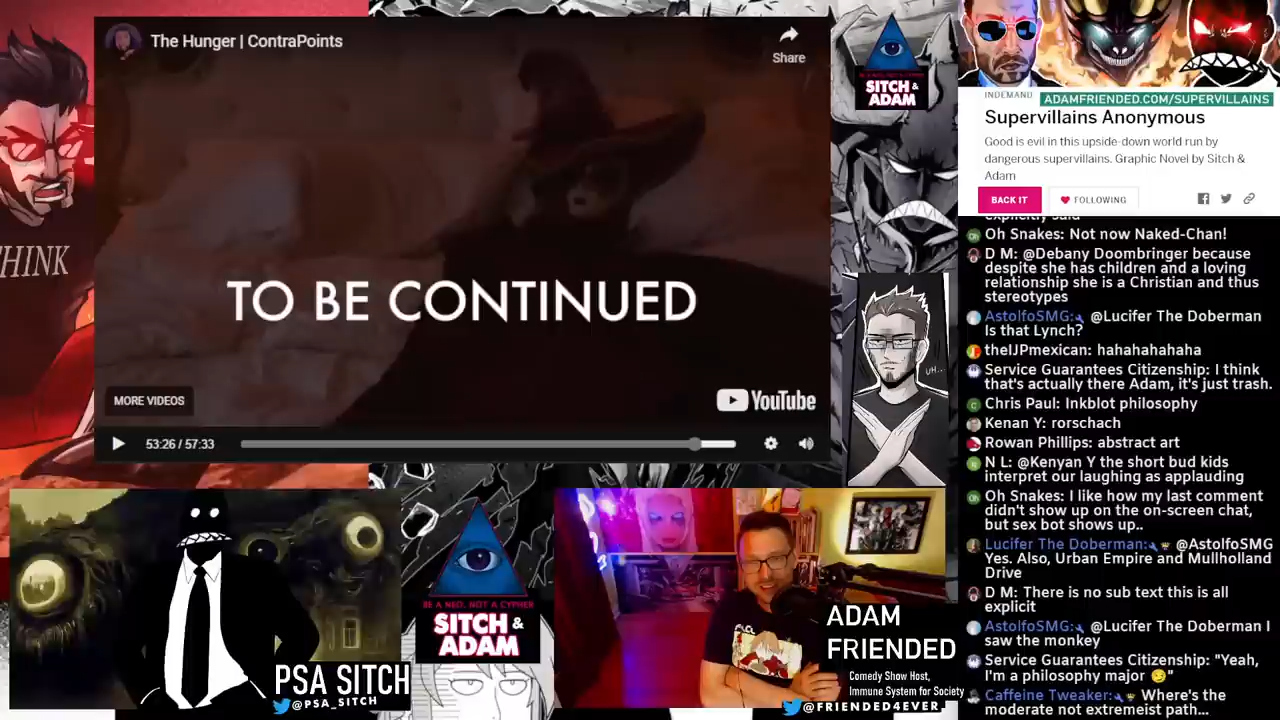 The Hunger | ContraPoints
Share
TO BE CONTINUED
MORE VIDEOS
YouTube
53:26 / 57:33
THINK
SITCH &
ADAM
UH..
INDEMAND
ADAMFRIENDED.COM/SUPERVILLAINS
Supervillains Anonymous
Good is evil in this upside-down world run by
dangerous supervillains. Graphic Novel by Sitch &
Adam
BACK IT
FOLLOWING
explicitly said
Oh Snakes: Not now Naked-Chan!
D M: @Debany Doombringer because
despite she has children and a loving
relationship she is a Christian and thus
stereotypes
AstolfoSMG: @Lucifer The Doberman
Is that Lynch?
theIJPmexican: hahahahahaha
Service Guarantees Citizenship: I think
that's actually there Adam, it's just trash.
Chris Paul: Inkblot philosophy
Kenan Y: rorschach
Rowan Phillips: abstract art
N L: @Kenyan Y the short bud kids
interpret our laughing as applauding
Oh Snakes: I like how my last comment
didn't show up on the on-screen chat,
but sex bot shows up..
Lucifer The Doberman: @AstolfoSMG
Yes. Also, Urban Empire and Mullholland
Drive
D M: There is no sub text this is all
explicit
AstolfoSMG: @Lucifer The Doberman I
saw the monkey
Service Guarantees Citizenship: "Yeah,
I'm a philosophy major 😏"
Caffeine Tweaker: Where's the
moderate not extremeist path...
PSA SITCH
@PSA_SITCH
BE A NEO, NOT A CYPHER
SITCH &
ADAM
ADAM
FRIENDED
Comedy Show Host,
Immune System for Society
@FRIENDED4EVER